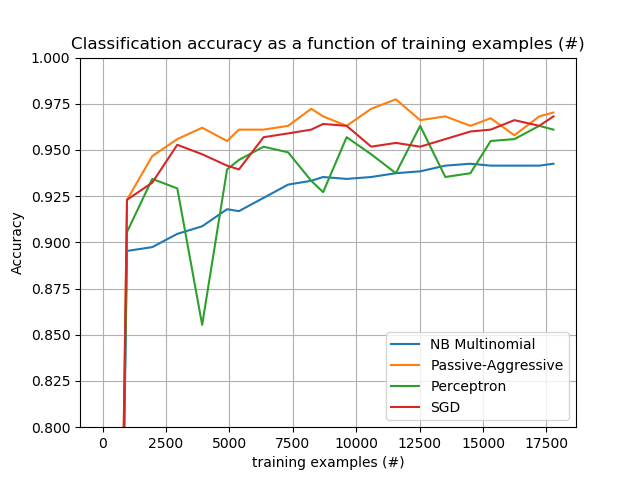 Classification accuracy as a function of training examples (#)
1.000
0.975
0.950
0.925
0.900
0.875
0.850
0.825
0.800
Accuracy
NB Multinomial
Passive-Aggressive
Perceptron
SGD
0 2500 5000 7500 10000 12500 15000 17500
training examples (#)